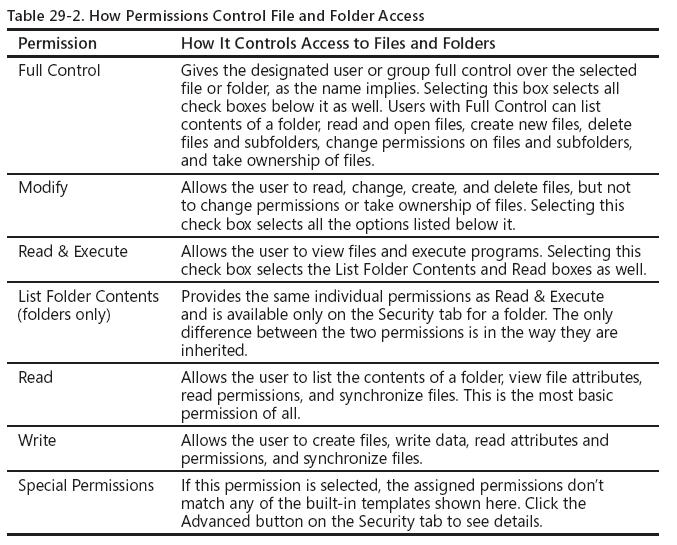 Table 29-2. How Permissions Control File and Folder Access
Permission How It Controls Access to Files and Folders
Full Control Gives the designated user or group full control over the selected
file or folder, as the name implies. Selecting this box selects all
check boxes below it as well. Users with Full Control can list
contents of a folder, read and open files, create new files, delete
files and subfolders, change permissions on files and subfolders,
and take ownership of files.
Modify Allows the user to read, change, create, and delete files, but not
to change permissions or take ownership of files. Selecting this
check box selects all the options listed below it.
Read & Execute Allows the user to view files and execute programs. Selecting this
check box selects the List Folder Contents and Read boxes as well.
List Folder Contents Provides the same individual permissions as Read & Execute
(folders only) and is available only on the Security tab for a folder. The only
difference between the two permissions is in the way they are
inherited.
Read Allows the user to list the contents of a folder, view file attributes,
read permissions, and synchronize files. This is the most basic
permission of all.
Write Allows the user to create files, write data, read attributes and
permissions, and synchronize files.
Special Permissions If this permission is selected, the assigned permissions don't
match any of the built-in templates shown here. Click the
Advanced button on the Security tab to see details.